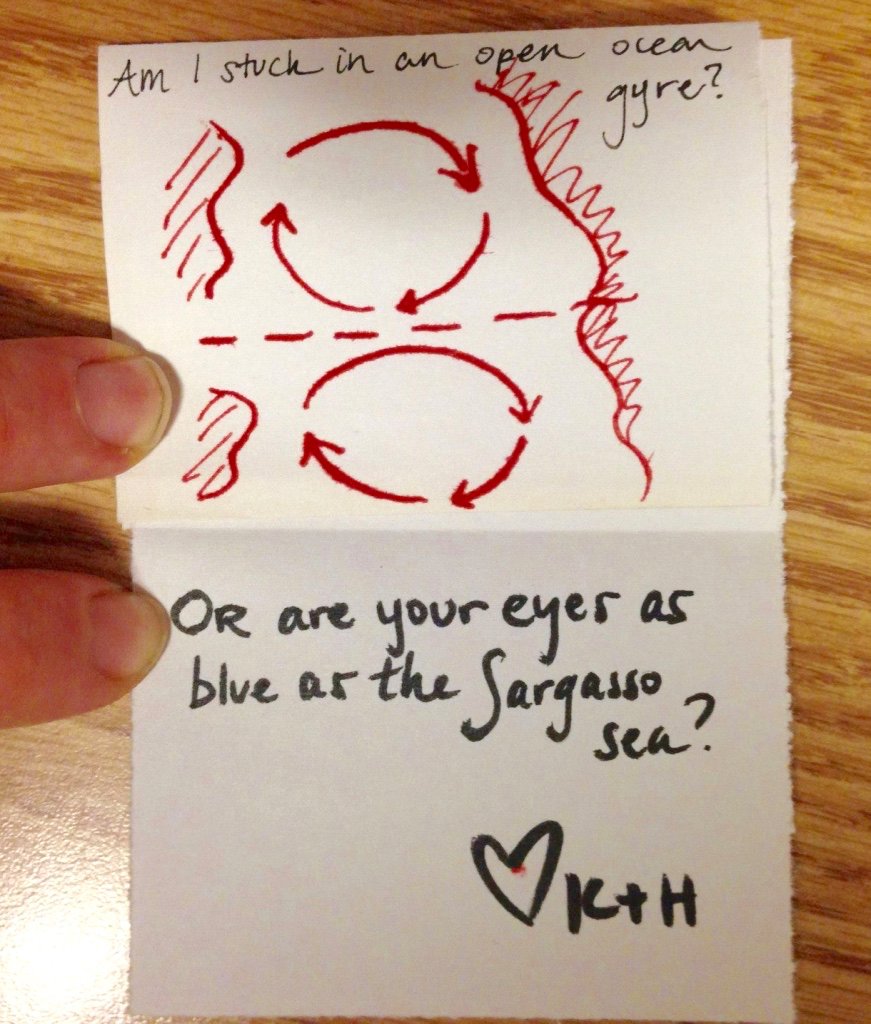 Am I stuck in an open ocean
gyre?
OR are your eyes as
blue as the Sargasso
sea?
K+H